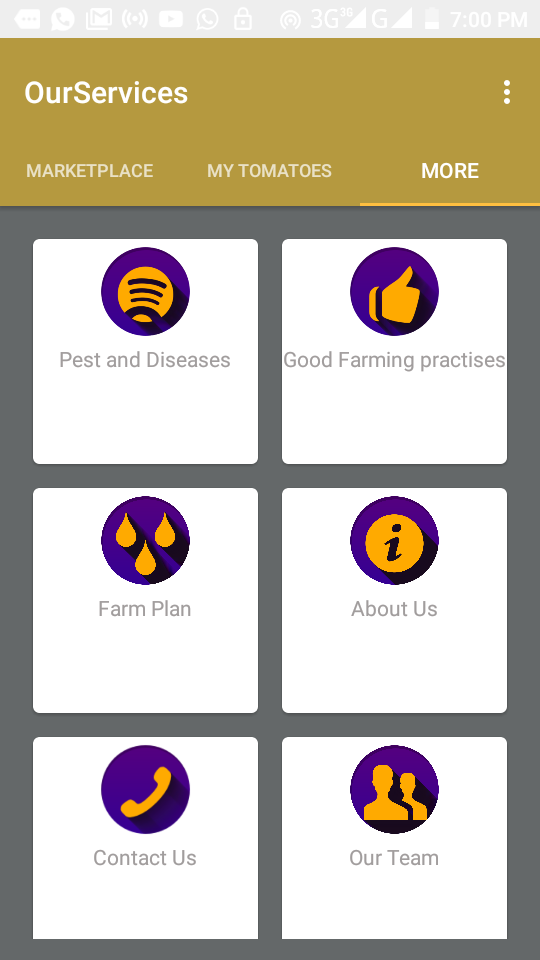 3G 3G G 7:00 PM
OurServices
MARKETPLACE MY TOMATOES MORE
Pest and Diseases Good Farming practises
Farm Plan About Us
Contact Us Our Team